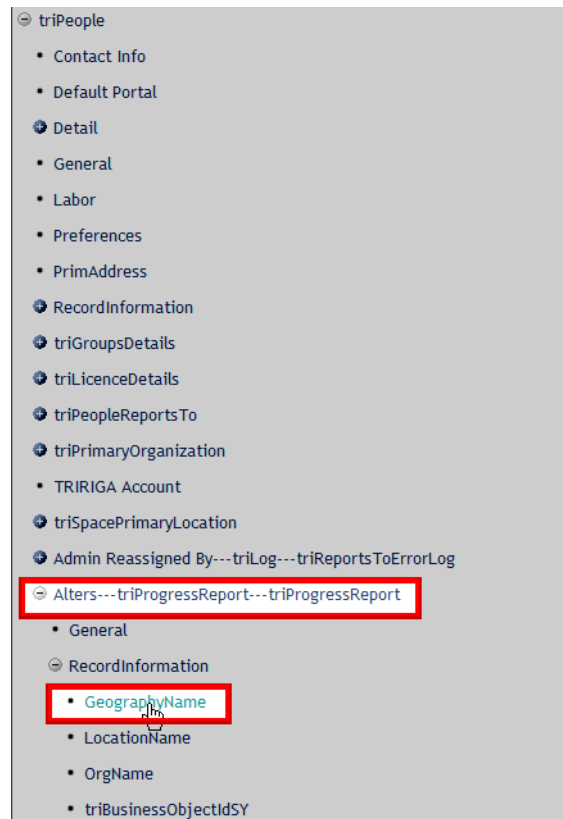 triPeople
Contact Info
Default Portal
Detail
General
Labor
Preferences
PrimAddress
RecordInformation
triGroupsDetails
triLicenceDetails
triPeopleReportsTo
triPrimaryOrganization
TRIRIGA Account
triSpacePrimaryLocation
Admin Reassigned By---triLog---triReportsToErrorLog
Alters---triProgressReport---triProgressReport
General
RecordInformation
GeographyName
LocationName
OrgName
triBusinessObjectIdSY